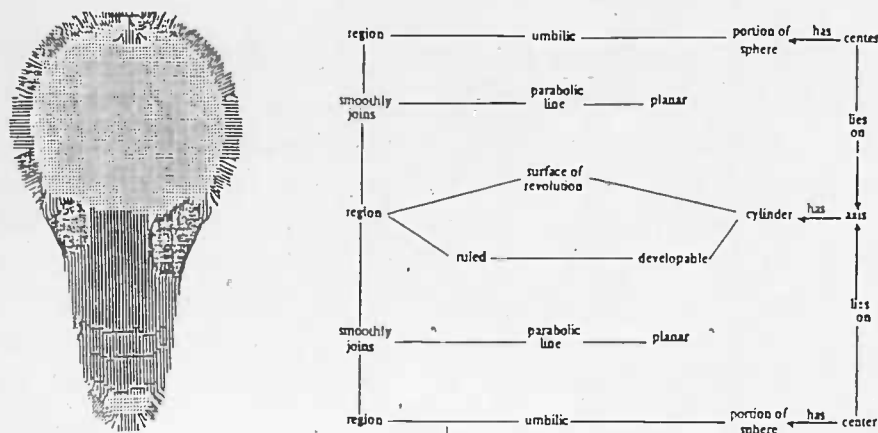 region umbilic portion of sphere has center
smoothly joins parabolic line planar
lies on
surface of revolution
region cylinder has axis
ruled developable
lies on
smoothly joins parabolic line planar
region umbilic portion of sphere has center